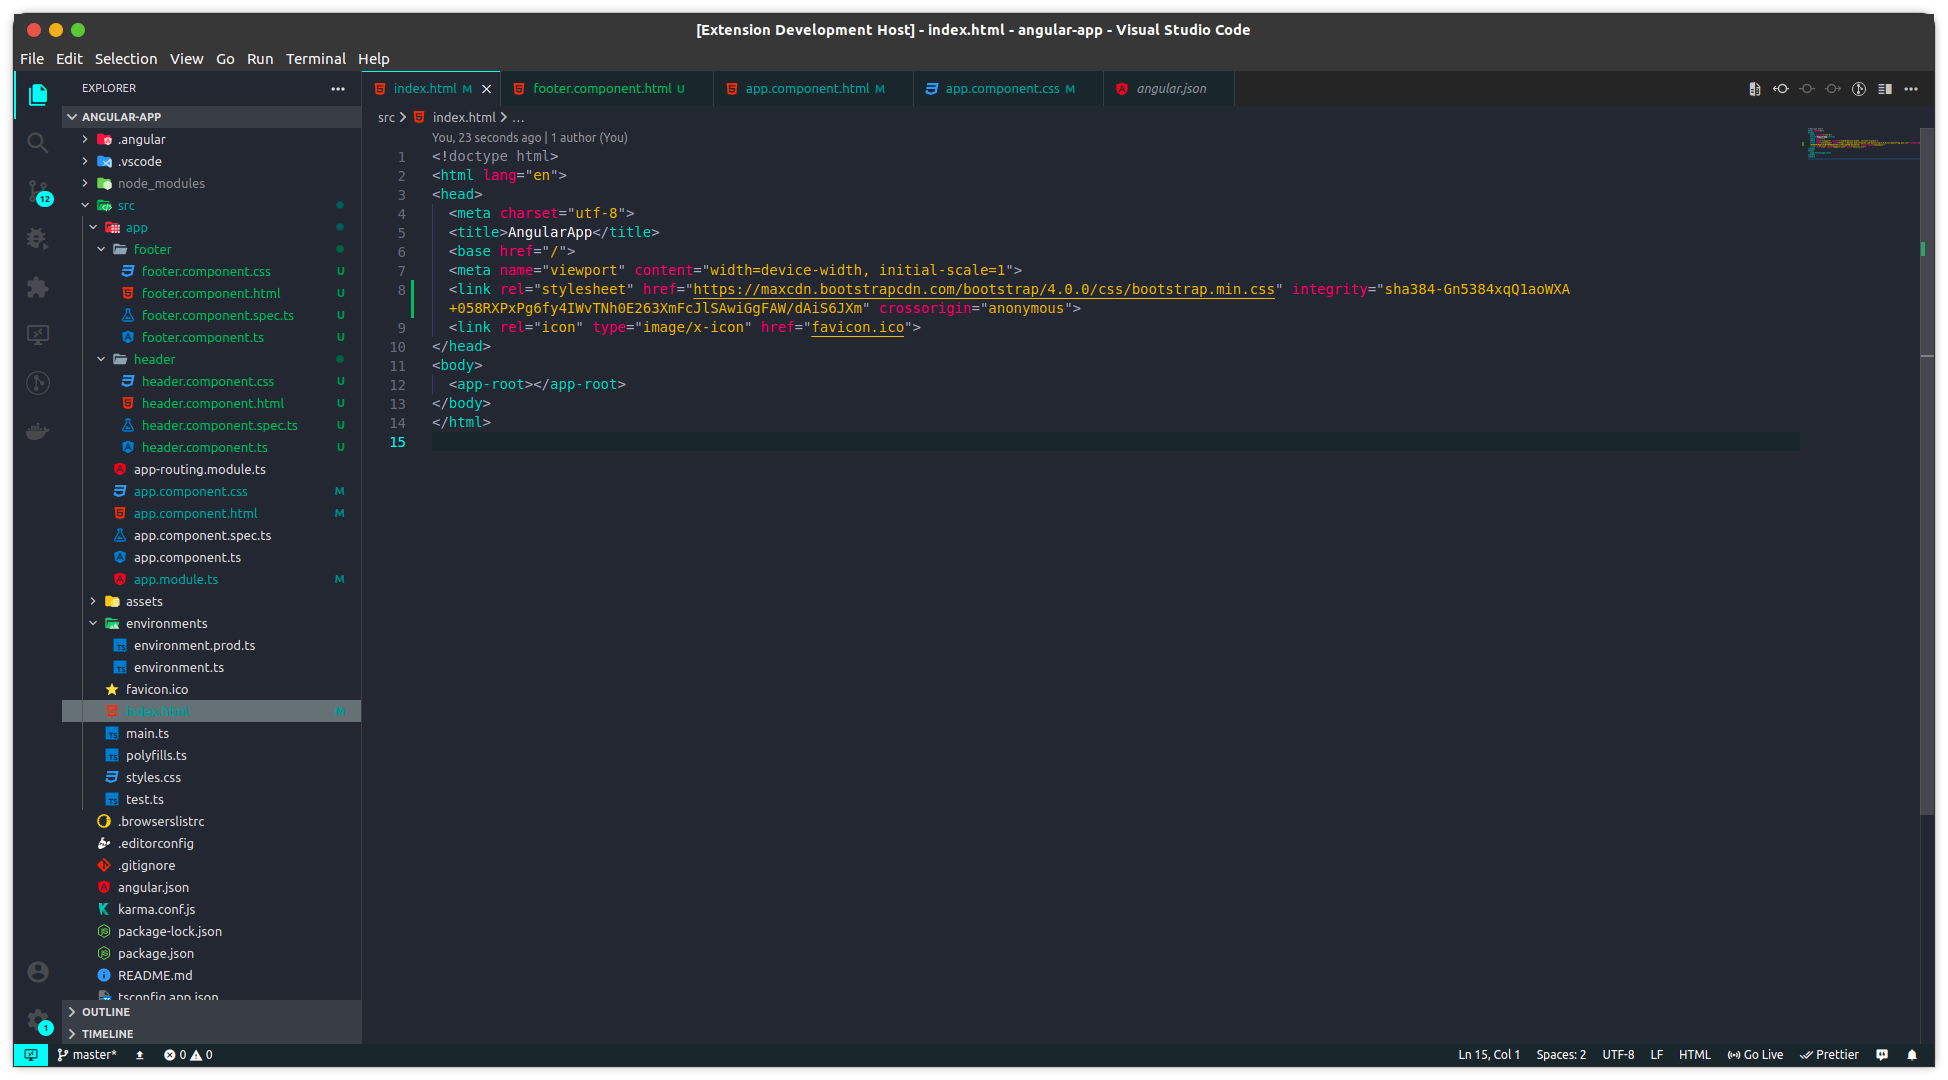 [Extension Development Host] - index.html - angular-app - Visual Studio Code
File Edit Selection View Go Run Terminal Help
EXPLORER
ANGULAR-APP
.angular
.vscode
node_modules
src
app
footer
footer.component.css U
footer.component.html U
footer.component.spec.ts U
footer.component.ts U
header
header.component.css U
header.component.html U
header.component.spec.ts U
header.component.ts U
app-routing.module.ts
app.component.css M
app.component.html M
app.component.spec.ts
app.component.ts
app.module.ts M
assets
environments
environment.prod.ts
environment.ts
favicon.ico
index.html M
main.ts
polyfills.ts
styles.css
test.ts
.browserslistrc
.editorconfig
.gitignore
angular.json
karma.conf.js
package-lock.json
package.json
README.md
tsconfig.app.json
OUTLINE
TIMELINE
12
1
index.html M footer.component.html U app.component.html M app.component.css M angular.json
src index.html ...
You, 23 seconds ago | 1 author (You)
1 <!doctype html>
2 <html lang="en">
3 <head>
4 <meta charset="utf-8">
5 <title>AngularApp</title>
6 <base href="/">
7 <meta name="viewport" content="width=device-width, initial-scale=1">
8 <link rel="stylesheet" href="https://maxcdn.bootstrapcdn.com/bootstrap/4.0.0/css/bootstrap.min.css" integrity="sha384-Gn5384xqQ1aoWXA
+058RXPxPg6fy4IWvTNh0E263XmFcJlSAwiGgFAW/dAiS6JXm" crossorigin="anonymous">
9 <link rel="icon" type="image/x-icon" href="favicon.ico">
10 </head>
11 <body>
12 <app-root></app-root>
13 </body>
14 </html>
15
master* 0 0 Ln 15, Col 1 Spaces: 2 UTF-8 LF HTML Go Live Prettier